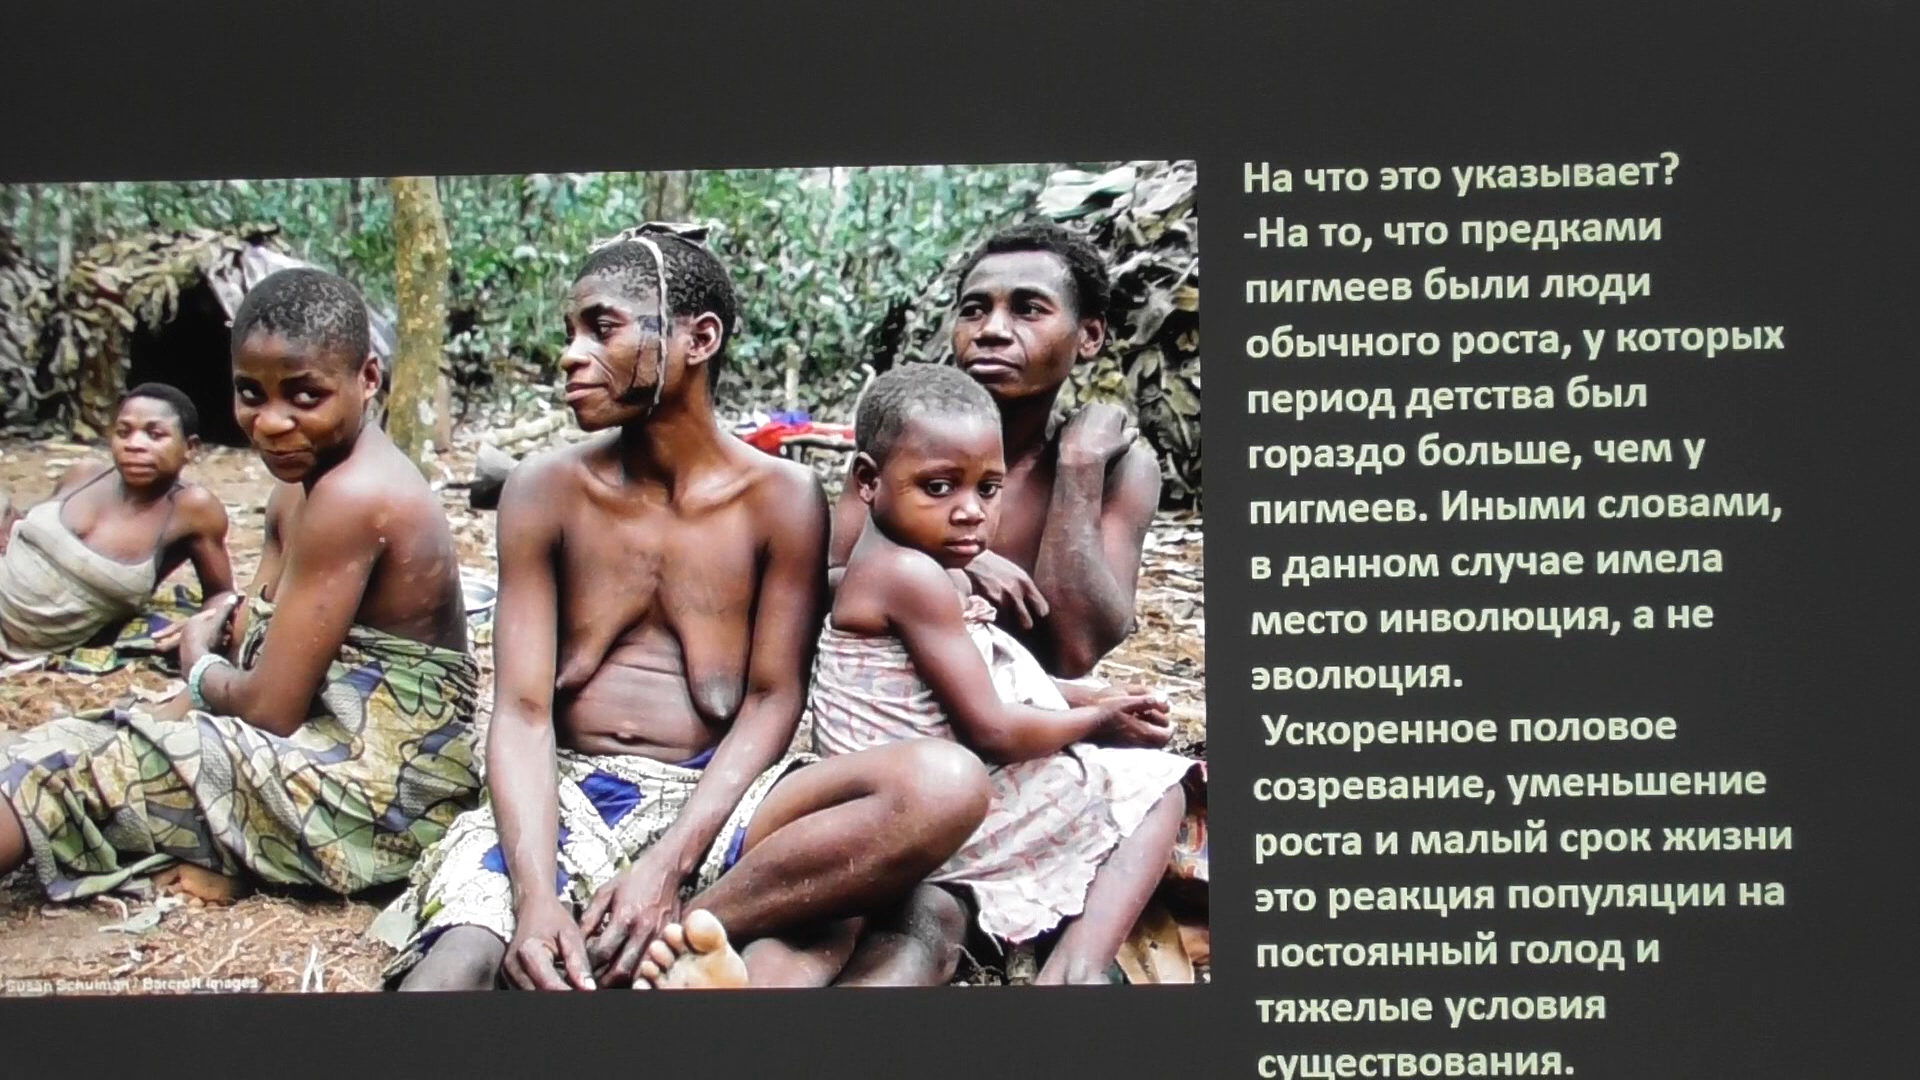 На что это указывает?
-На то, что предками
пигмеев были люди
обычного роста, у которых
период детства был
гораздо больше, чем у
пигмеев. Иными словами,
в данном случае имела
место инволюция, а не
эволюция.
Ускоренное половое
созревание, уменьшение
роста и малый срок жизни
это реакция популяции на
постоянный голод и
тяжелые условия
существования.
Susan Schulman / Barcroft Images